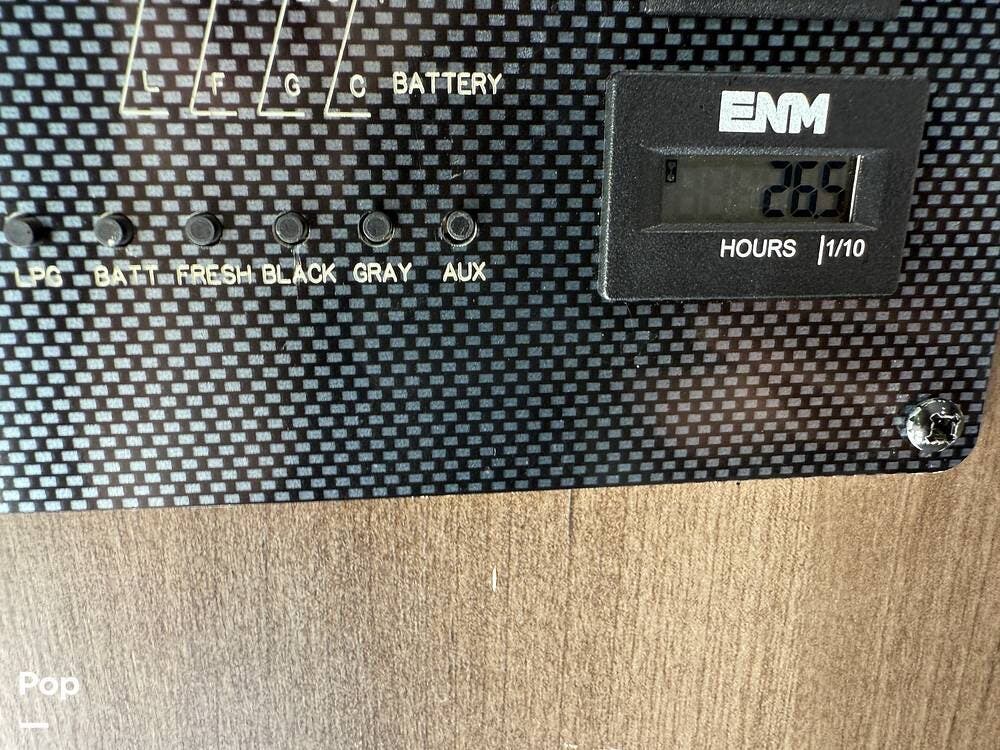 L F G C BATTERY
ENM
265
HOURS 1/10
LPG BATT FRESH BLACK GRAY AUX
Pop